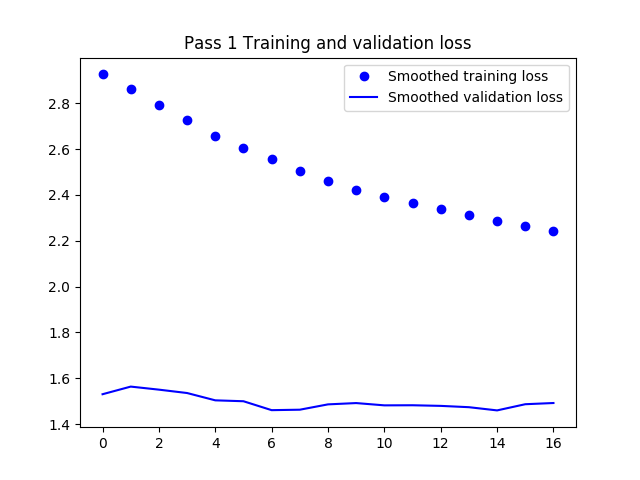 Pass 1 Training and validation loss
Smoothed training loss
Smoothed validation loss
2.8
2.6
2.4
2.2
2.0
1.8
1.6
1.4
0 2 4 6 8 10 12 14 16